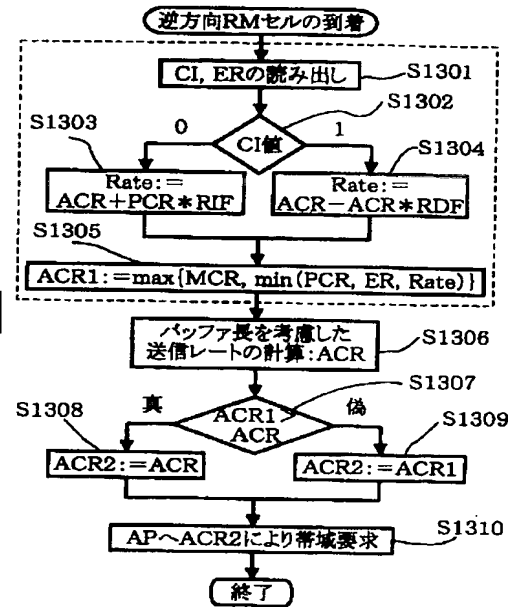 逆方向RMセルの到着
CI, ERの読み出し
S1301
S1302
S1303
0
CI値
1
S1304
Rate:=
ACR+PCR*RIF
Rate:=
ACR-ACR*RDF
S1305
ACR1:=max{MCR, min(PCR, ER, Rate)}
バッファ長を考慮した
送信レートの計算:ACR
S1306
S1307
S1308
真
ACR1
ACR
偽
S1309
ACR2:=ACR
ACR2:=ACR1
APへACR2により帯域要求
S1310
終了